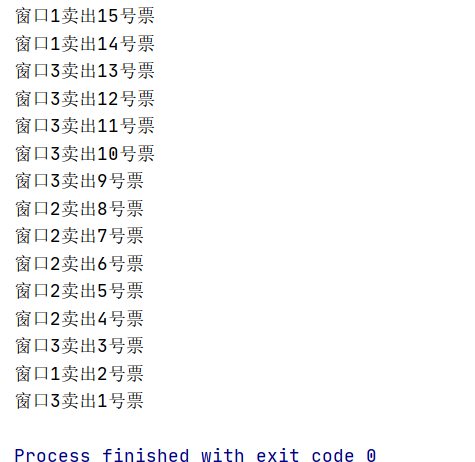 窗口1卖出15号票
窗口1卖出14号票
窗口3卖出13号票
窗口3卖出12号票
窗口3卖出11号票
窗口3卖出10号票
窗口3卖出9号票
窗口2卖出8号票
窗口2卖出7号票
窗口2卖出6号票
窗口2卖出5号票
窗口2卖出4号票
窗口3卖出3号票
窗口1卖出2号票
窗口3卖出1号票
Process finished with exit code 0